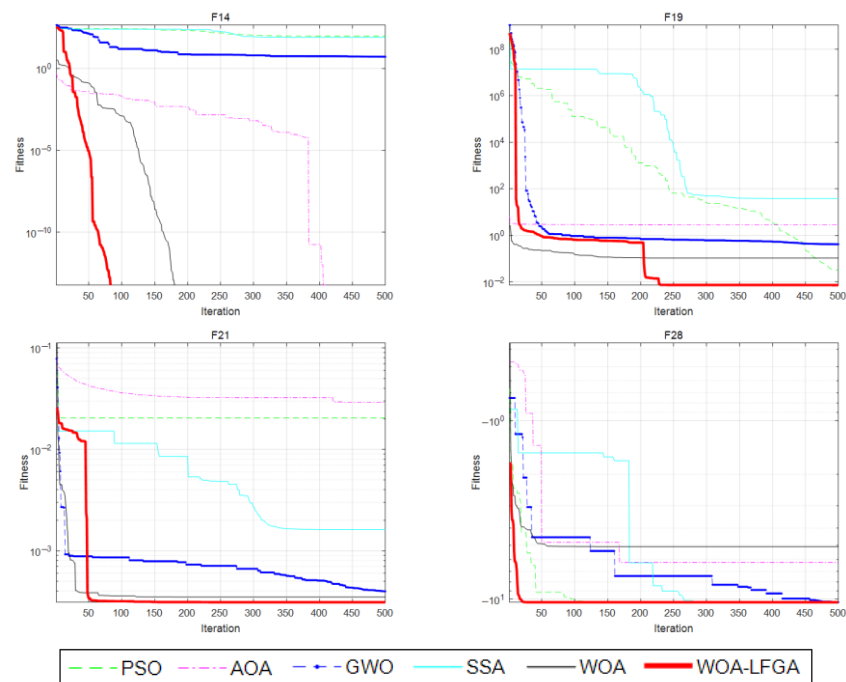 F14
10^0
10^-5
10^-10
Fitness
50 100 150 200 250 300 350 400 450 500
Iteration
F19
10^8
10^6
10^4
10^2
10^0
10^-2
Fitness
50 100 150 200 250 300 350 400 450 500
Iteration
F21
10^-1
10^-2
10^-3
Fitness
50 100 150 200 250 300 350 400 450 500
Iteration
F28
-10^0
-10^1
Fitness
50 100 150 200 250 300 350 400 450 500
Iteration
PSO AOA GWO SSA WOA WOA-LFGA